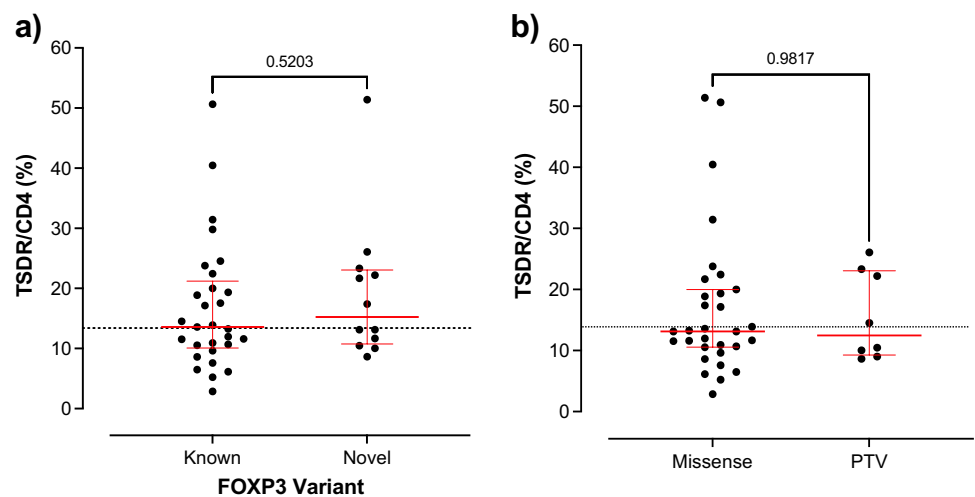 a)
0.5203
60
50
40
30
20
10
0
TSDR/CD4 (%)
Known Novel
FOXP3 Variant
b)
0.9817
60
50
40
30
20
10
0
TSDR/CD4 (%)
Missense PTV